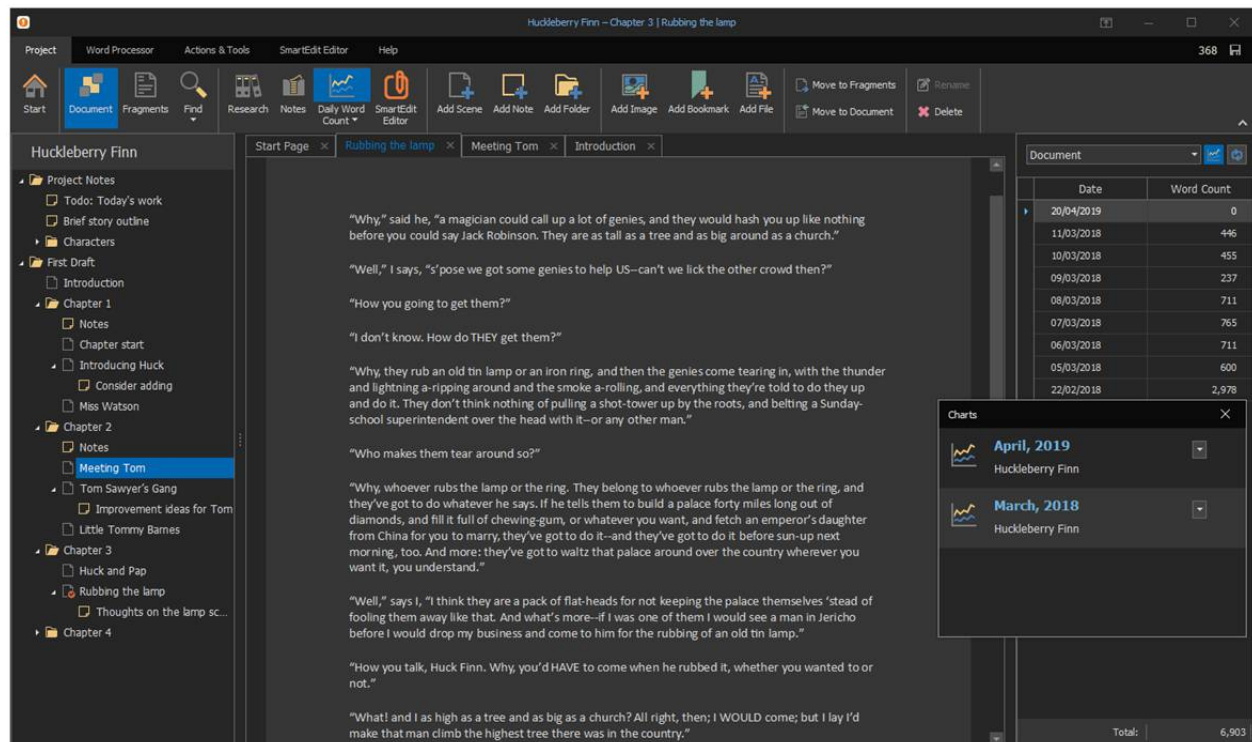 Huckleberry Finn – Chapter 3 | Rubbing the lamp
Project Word Processor Actions & Tools SmartEdit Editor Help 368
Start Document Fragments Find Research Notes Daily Word Count SmartEdit Editor Add Scene Add Note Add Folder Add Image Add Bookmark Add File
Move to Fragments Rename
Move to Document Delete
Huckleberry Finn
Project Notes
Todo: Today's work
Brief story outline
Characters
First Draft
Introduction
Chapter 1
Notes
Chapter start
Introducing Huck
Consider adding
Miss Watson
Chapter 2
Notes
Meeting Tom
Tom Sawyer's Gang
Improvement ideas for Tom
Little Tommy Barnes
Chapter 3
Huck and Pap
Rubbing the lamp
Thoughts on the lamp sc...
Chapter 4
Start Page Rubbing the lamp Meeting Tom Introduction
“Why,” said he, “a magician could call up a lot of genies, and they would hash you up like nothing
before you could say Jack Robinson. They are as tall as a tree and as big around as a church.”
“Well,” I says, “s’pose we got some genies to help US--can’t we lick the other crowd then?”
“How you going to get them?”
“I don’t know. How do THEY get them?”
“Why, they rub an old tin lamp or an iron ring, and then the genies come tearing in, with the thunder
and lightning a-ripping around and the smoke a-rolling, and everything they’re told to do they up
and do it. They don’t think nothing of pulling a shot-tower up by the roots, and belting a Sunday-
school superintendent over the head with it--or any other man.”
“Who makes them tear around so?”
“Why, whoever rubs the lamp or the ring. They belong to whoever rubs the lamp or the ring, and
they’ve got to do whatever he says. If he tells them to build a palace forty miles long out of
diamonds, and fill it full of chewing-gum, or whatever you want, and fetch an emperor’s daughter
from China for you to marry, they’ve got to do it--and they’ve got to do it before sun-up next
morning, too. And more: they’ve got to waltz that palace around over the country wherever you
want it, you understand.”
“Well,” says I, “I think they are a pack of flat-heads for not keeping the palace themselves ‘stead of
fooling them away like that. And what’s more--if I was one of them I would see a man in Jericho
before I would drop my business and come to him for the rubbing of an old tin lamp.”
“How you talk, Huck Finn. Why, you’d HAVE to come when he rubbed it, whether you wanted to or
not.”
“What! and I as high as a tree and as big as a church? All right, then; I WOULD come; but I lay I’d
make that man climb the highest tree there was in the country.”
Document
Date Word Count
20/04/2019 0
11/03/2018 446
10/03/2018 455
09/03/2018 237
08/03/2018 711
07/03/2018 765
06/03/2018 711
05/03/2018 600
22/02/2018 2,978
Charts
April, 2019
Huckleberry Finn
March, 2018
Huckleberry Finn
Total: 6,903